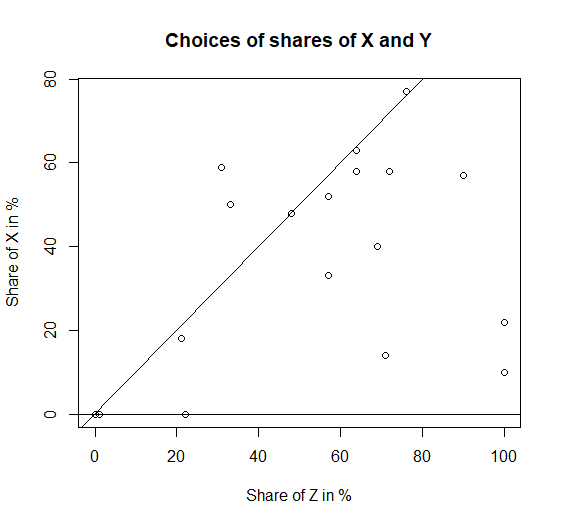 Choices of shares of X and Y
Share of X in %
80
60
40
20
0
0 20 40 60 80 100
Share of Z in %